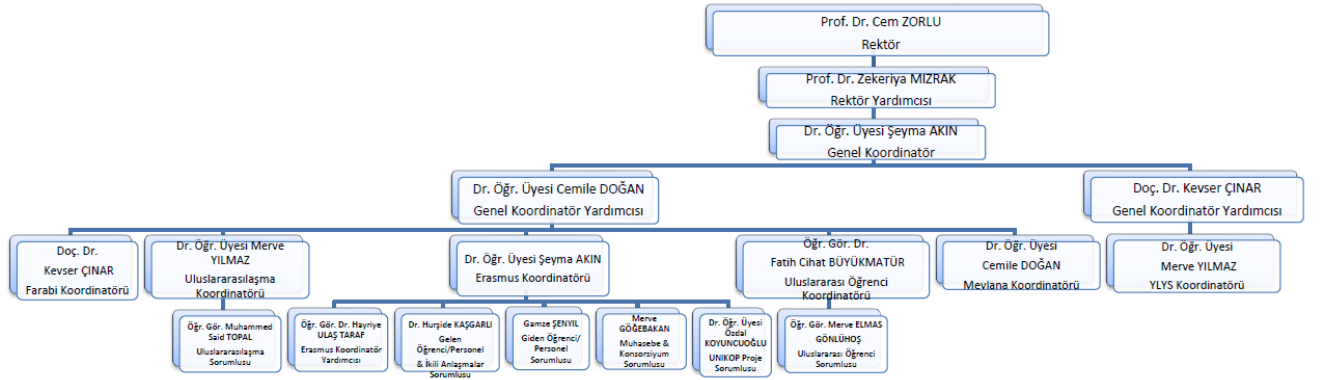 Prof. Dr. Cem ZORLU
Rektör
Prof. Dr. Zekeriya MIZRAK
Rektör Yardımcısı
Dr. Öğr. Üyesi Şeyma AKIN
Genel Koordinatör
Dr. Öğr. Üyesi Cemile DOĞAN
Genel Koordinatör Yardımcısı
Doç. Dr. Kevser ÇINAR
Genel Koordinatör Yardımcısı
Doç. Dr.
Kevser ÇINAR
Farabi Koordinatörü
Dr. Öğr. Üyesi Merve
YILMAZ
Uluslararasılaşma
Koordinatörü
Dr. Öğr. Üyesi Şeyma AKIN
Erasmus Koordinatörü
Öğr. Gör. Dr.
Fatih Cihat BÜYÜKMATÜR
Uluslararası Öğrenci
Koordinatörü
Dr. Öğr. Üyesi
Cemile DOĞAN
Mevlana Koordinatörü
Dr. Öğr. Üyesi
Merve YILMAZ
YLYS Koordinatörü
Öğr. Gör. Muhammed
Said TOPAL
Uluslararasılaşma
Sorumlusu
Öğr. Gör. Dr. Hayriye
ULAŞ TARAF
Erasmus Koordinatör
Yardımcısı
Dr. Hurşide KAŞGARLI
Gelen
Öğrenci/Personel
& İkili Anlaşmalar
Sorumlusu
Gamze ŞENYIL
Giden Öğrenci/
Personel
Sorumlusu
Merve
GÖĞEBAKAN
Muhasebe &
Konsorsiyum
Sorumlusu
Dr. Öğr. Üyesi
Özdal
KOYUNCUOĞLU
UNIKOP Proje
Sorumlusu
Öğr. Gör. Merve ELMAS
GÖNLÜHOŞ
Uluslararası Öğrenci
Sorumlusu